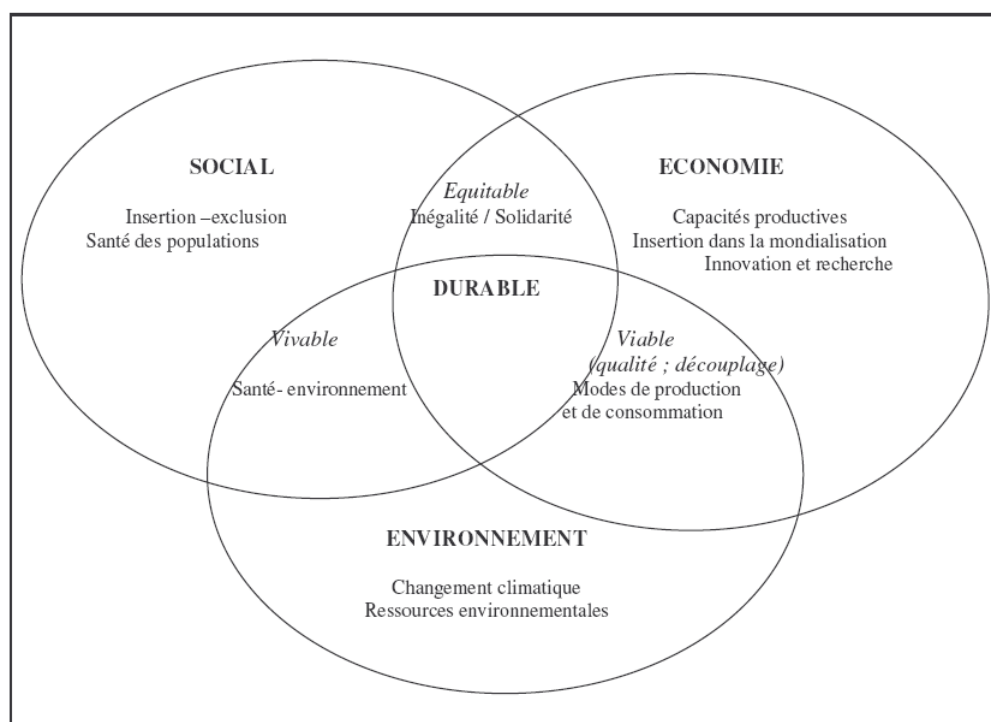 SOCIAL
Insertion –exclusion
Santé des populations
ECONOMIE
Capacités productives
Insertion dans la mondialisation
Innovation et recherche
Equitable
Inégalité / Solidarité
DURABLE
Vivable
Santé- environnement
Viable
(qualité ; découplage)
Modes de production
et de consommation
ENVIRONNEMENT
Changement climatique
Ressources environnementales